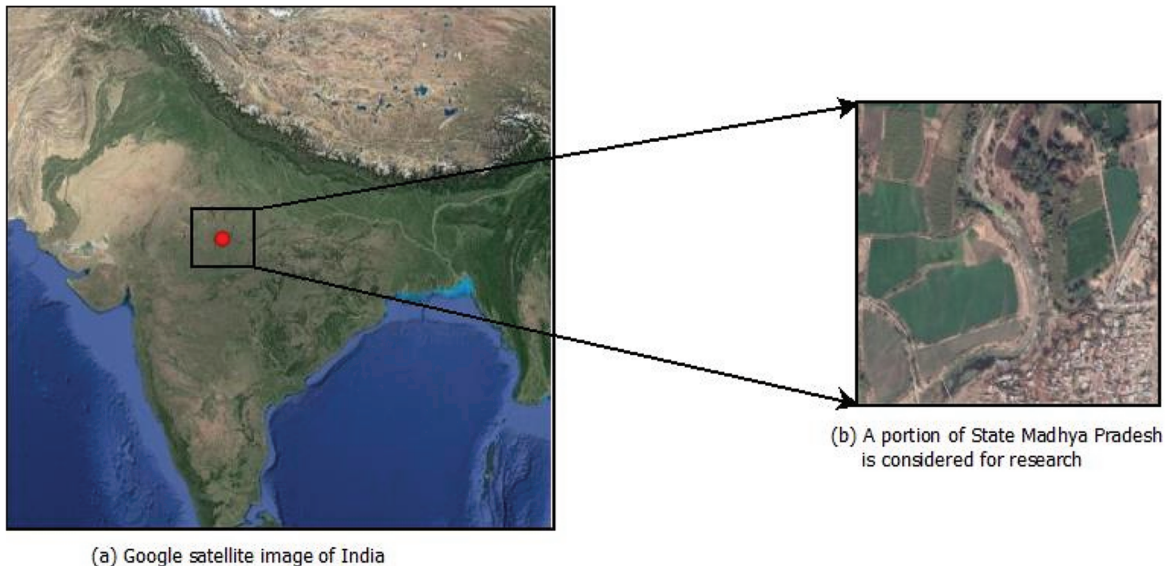 (a) Google satellite image of India
(b) A portion of State Madhya Pradesh
is considered for research